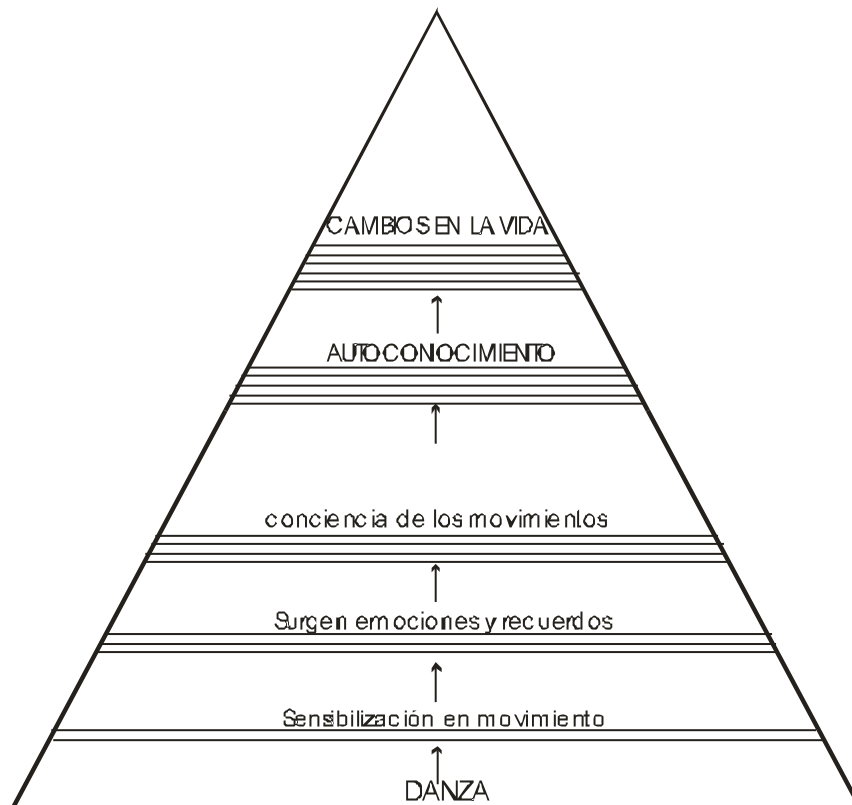 CAMBIOS EN LA VIDA
AUTOCONOCIMIENTO
conciencia de los movimientos
Surgen emociones y recuerdos
Sensibilización en movimiento
DANZA